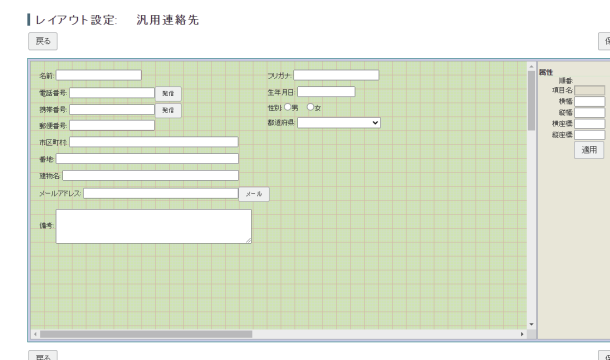 レイアウト設定: 汎用連絡先
戻る
名前: フリガナ:
電話番号: 発信 生年月日:
携帯番号: 発信 性別: 男 女
郵便番号: 都道府県:
市区町村:
番地:
建物名:
メールアドレス: メール
備考:
属性
順番:
項目名:
横幅:
縦幅:
横座標:
縦座標:
適用
戻る